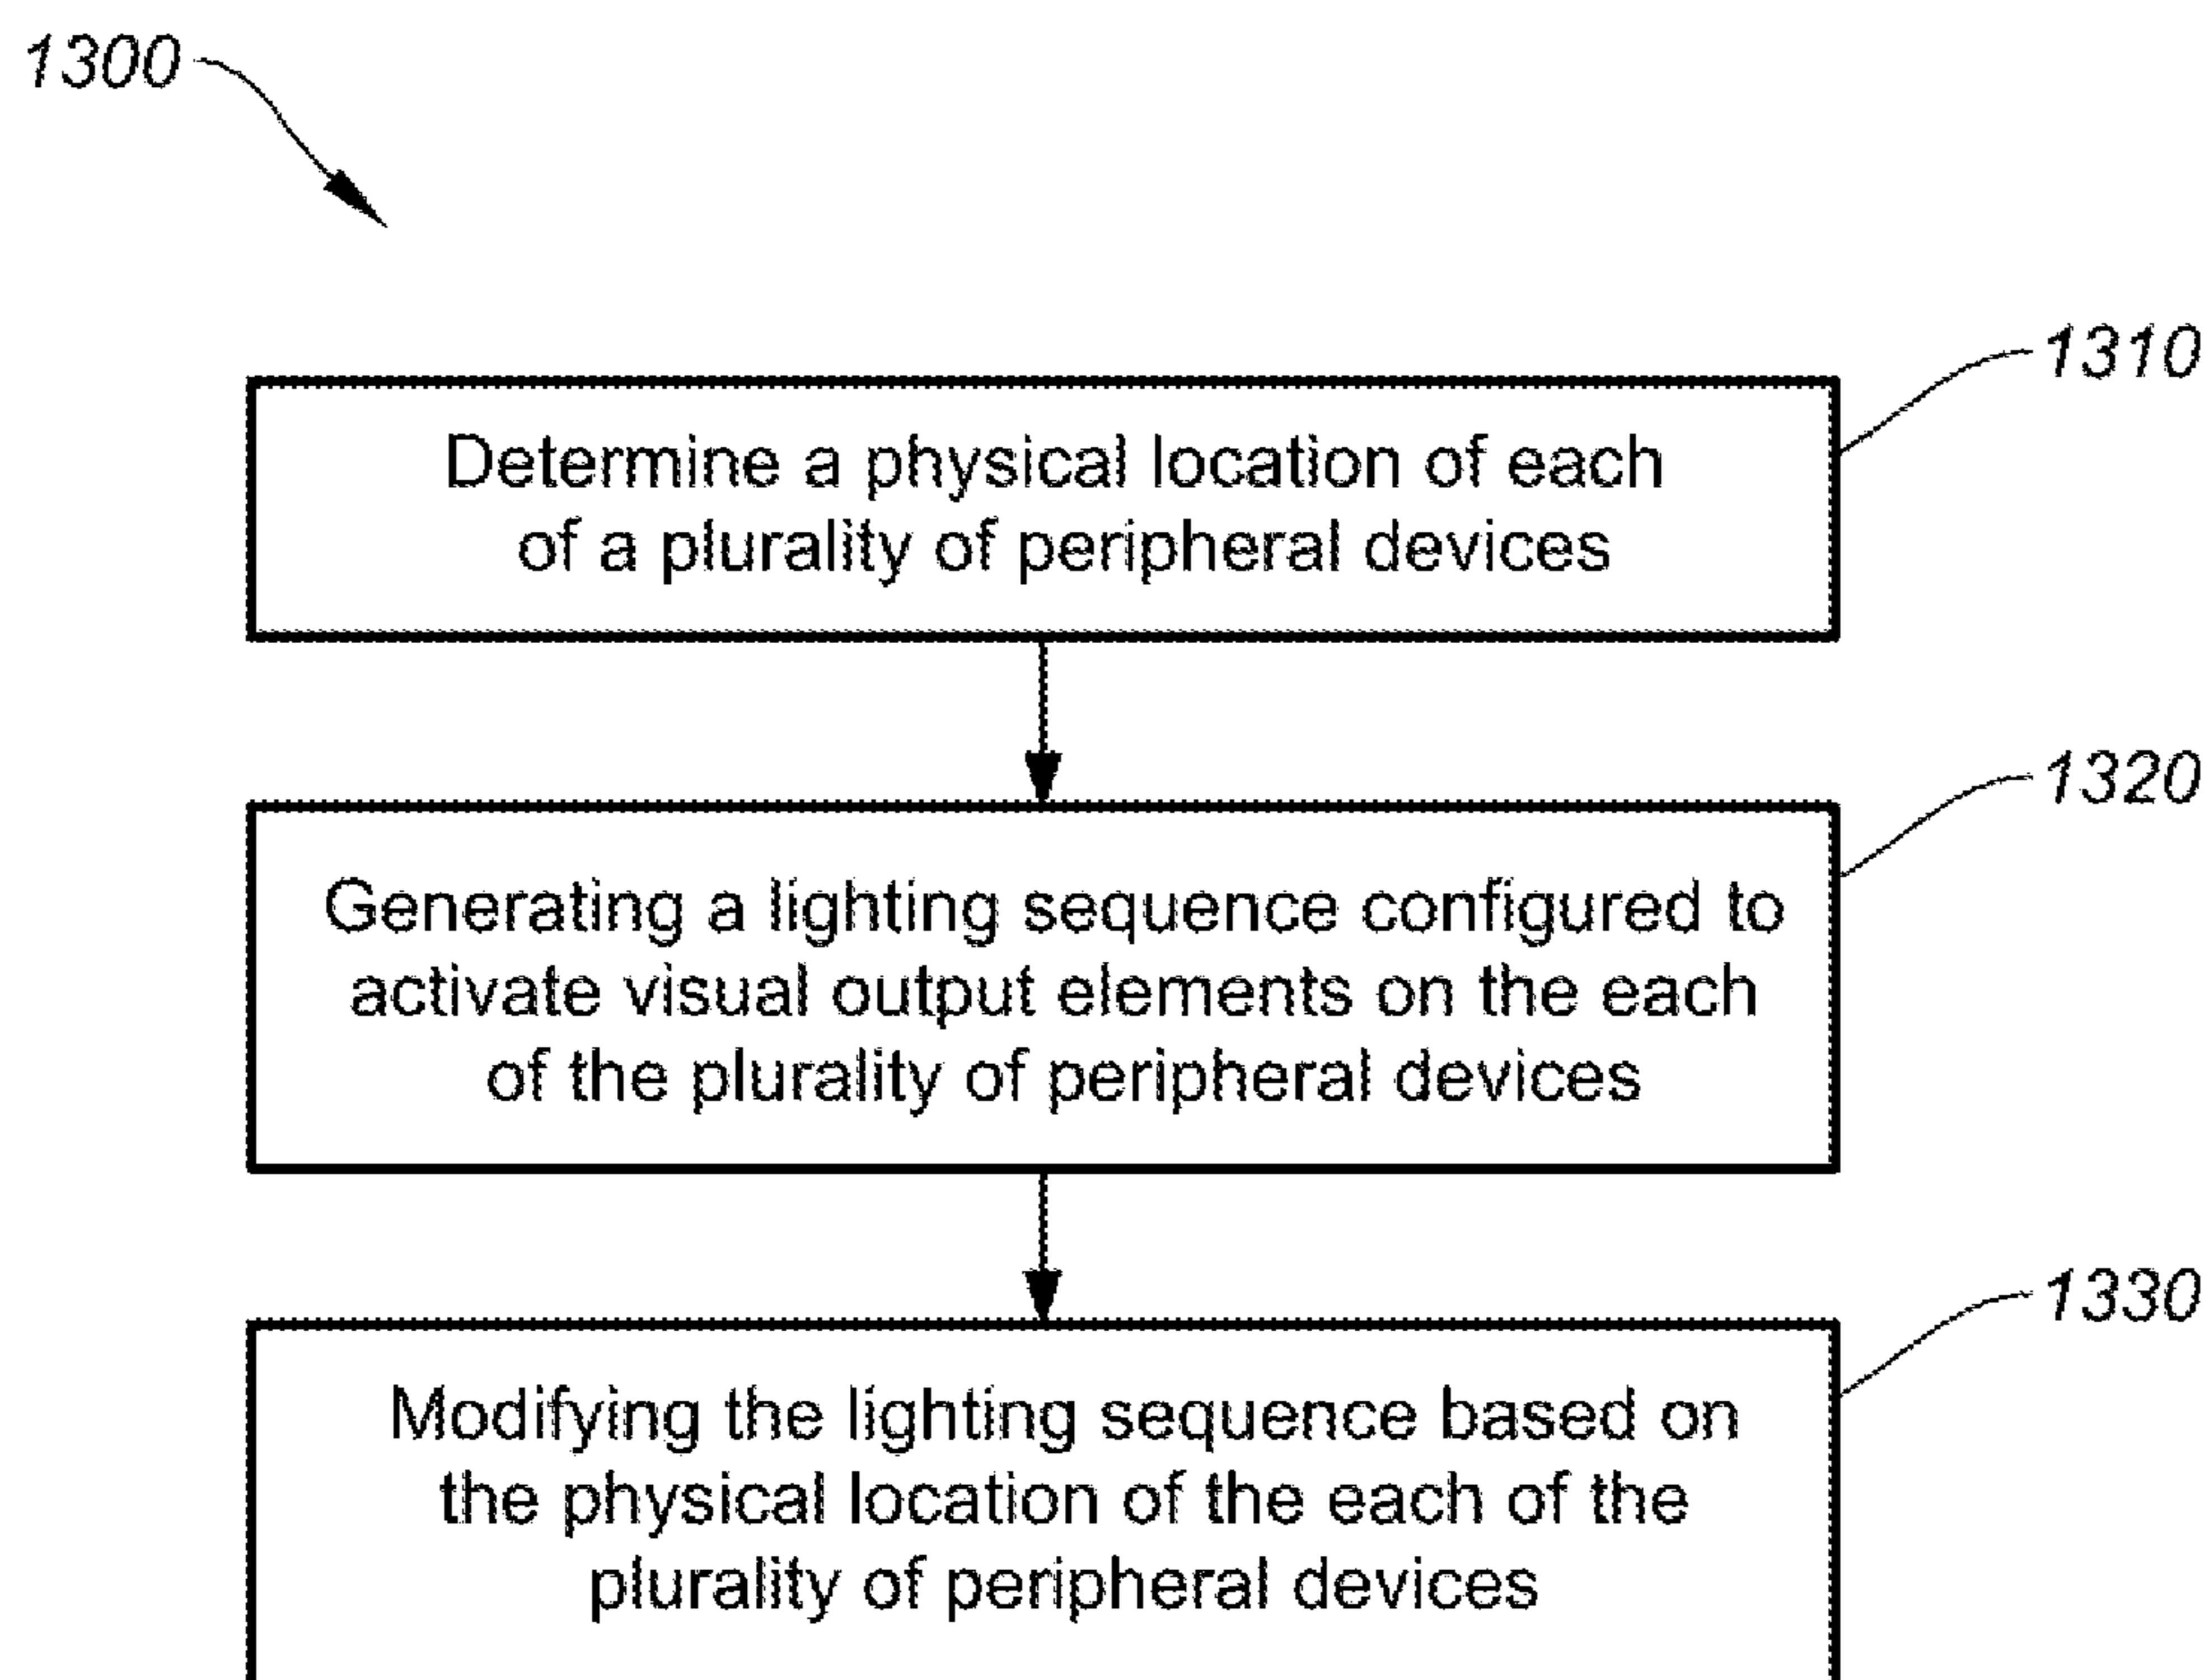 1300
1310
Determine a physical location of each
of a plurality of peripheral devices
1320
Generating a lighting sequence configured to
activate visual output elements on the each
of the plurality of peripheral devices
1330
Modifying the lighting sequence based on
the physical location of the each of the
plurality of peripheral devices